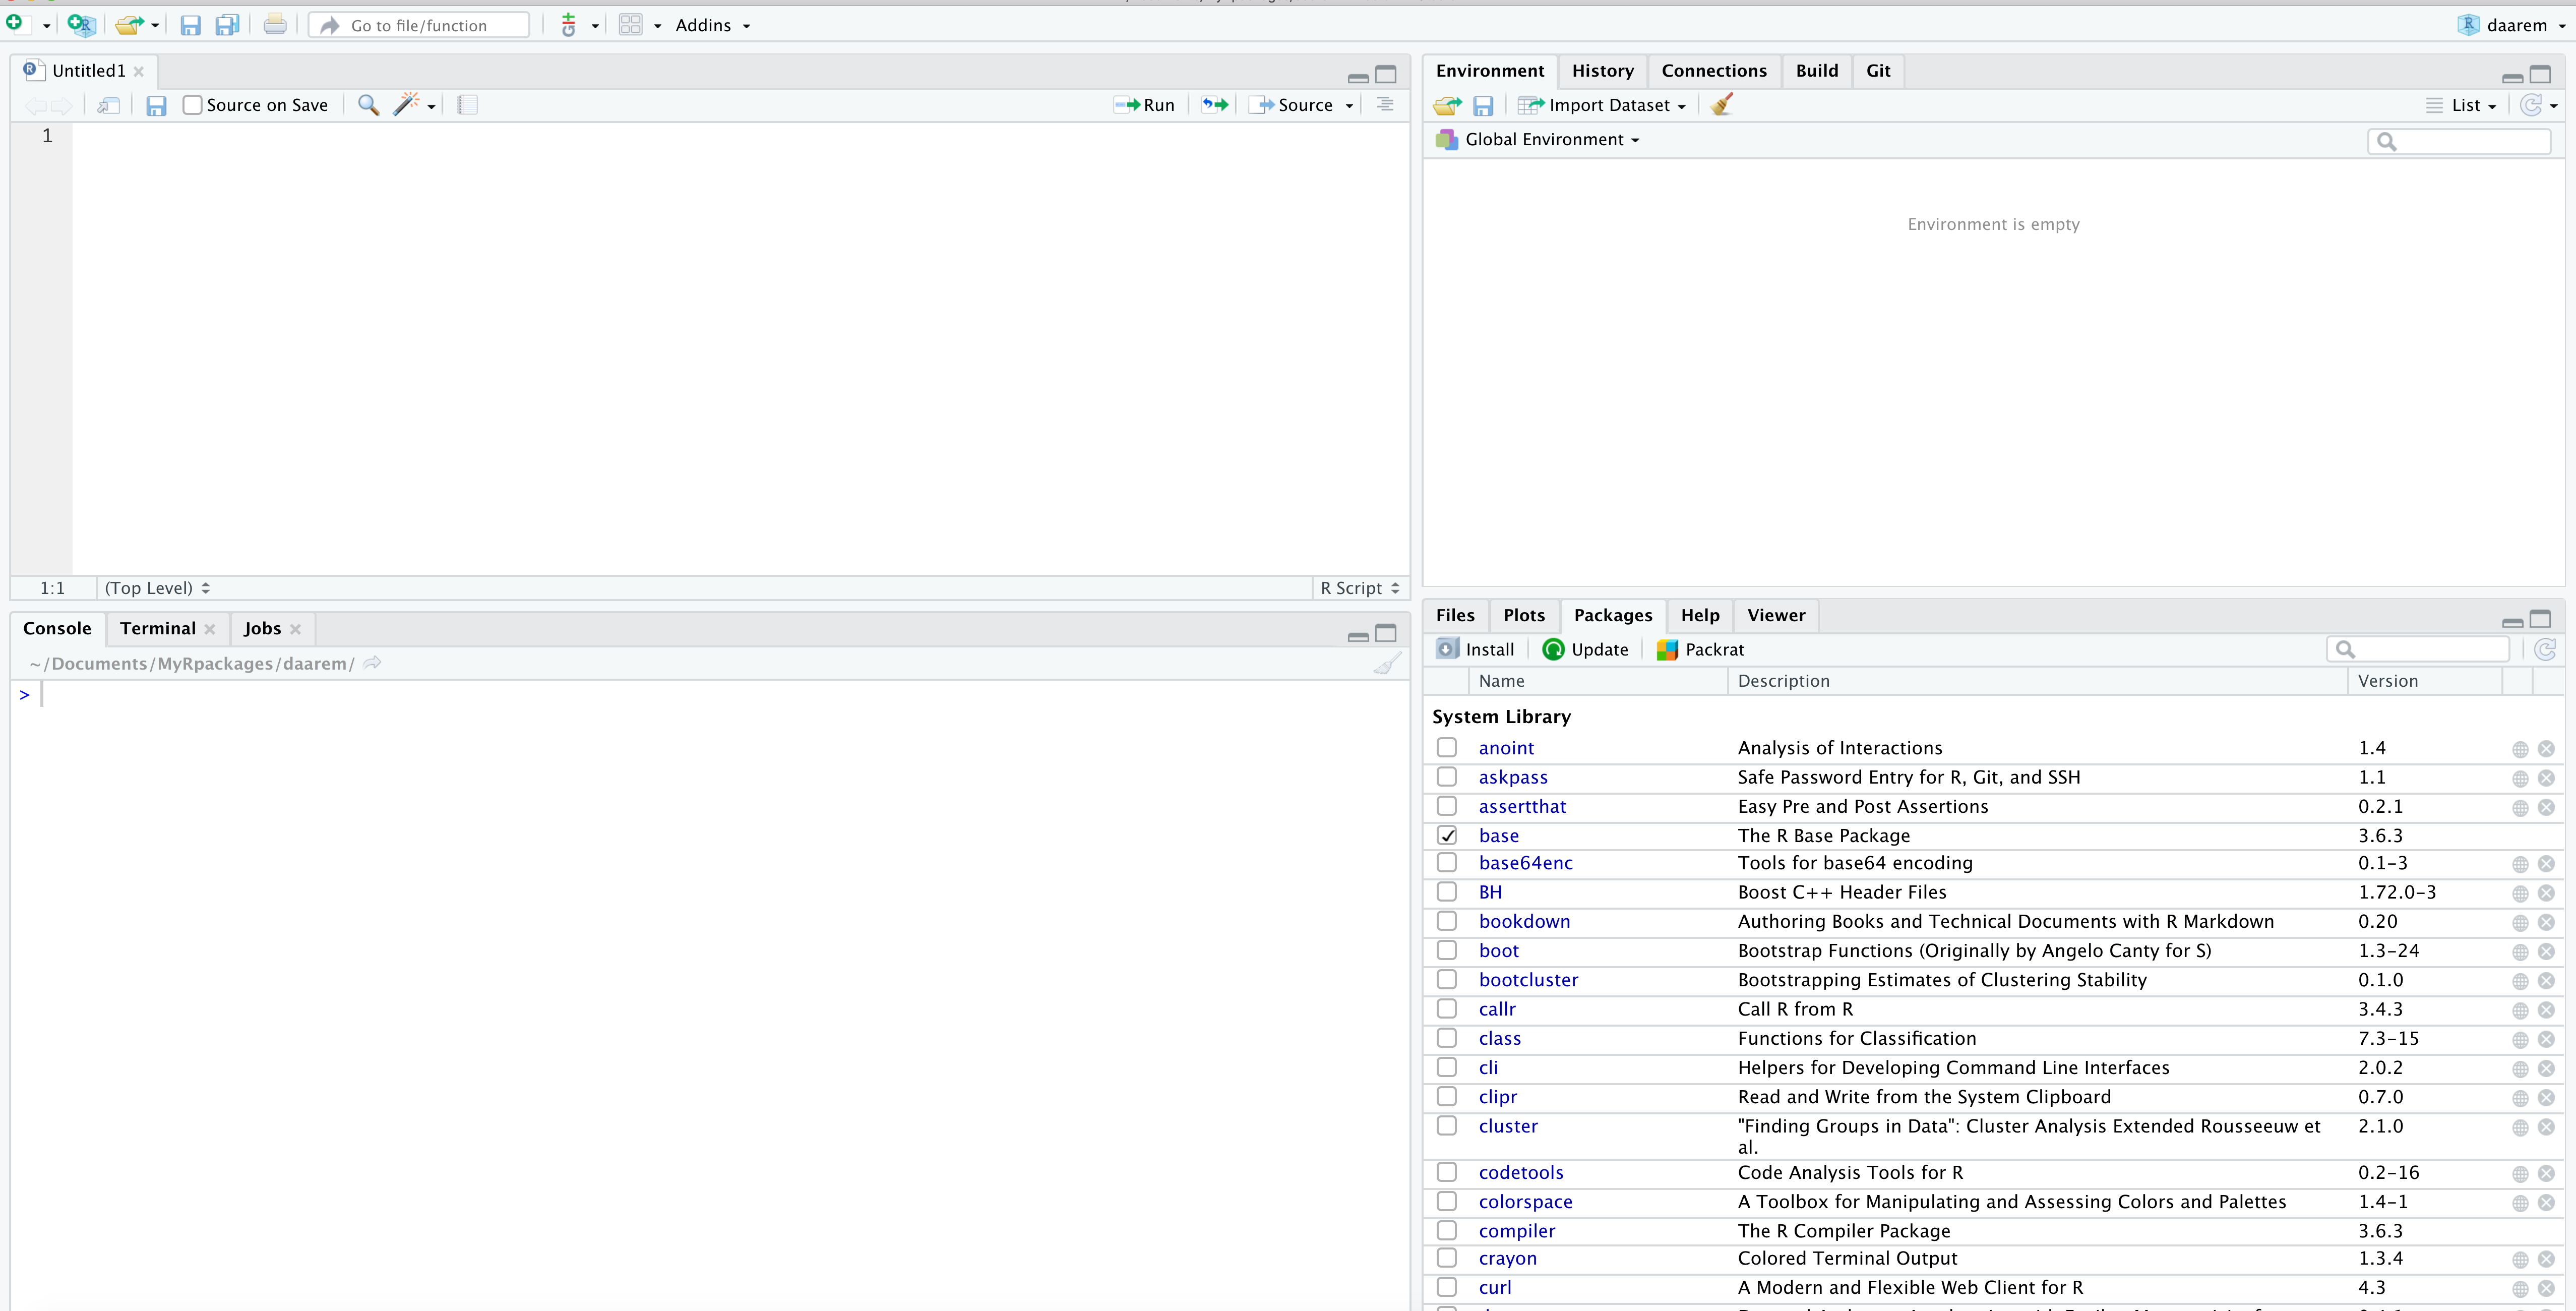 Go to file/function
Addins
daarem
Untitled1
Source on Save
Run
Source
1
1:1
(Top Level)
R Script
Console
Terminal
Jobs
~/Documents/MyRpackages/daarem/
>
Environment
History
Connections
Build
Git
Import Dataset
List
Global Environment
Environment is empty
Files
Plots
Packages
Help
Viewer
Install
Update
Packrat
Name Description Version
System Library
anoint Analysis of Interactions 1.4
askpass Safe Password Entry for R, Git, and SSH 1.1
assertthat Easy Pre and Post Assertions 0.2.1
base The R Base Package 3.6.3
base64enc Tools for base64 encoding 0.1-3
BH Boost C++ Header Files 1.72.0-3
bookdown Authoring Books and Technical Documents with R Markdown 0.20
boot Bootstrap Functions (Originally by Angelo Canty for S) 1.3-24
bootcluster Bootstrapping Estimates of Clustering Stability 0.1.0
callr Call R from R 3.4.3
class Functions for Classification 7.3-15
cli Helpers for Developing Command Line Interfaces 2.0.2
clipr Read and Write from the System Clipboard 0.7.0
cluster "Finding Groups in Data": Cluster Analysis Extended Rousseeuw et 2.1.0
al.
codetools Code Analysis Tools for R 0.2-16
colorspace A Toolbox for Manipulating and Assessing Colors and Palettes 1.4-1
compiler The R Compiler Package 3.6.3
crayon Colored Terminal Output 1.3.4
curl A Modern and Flexible Web Client for R 4.3